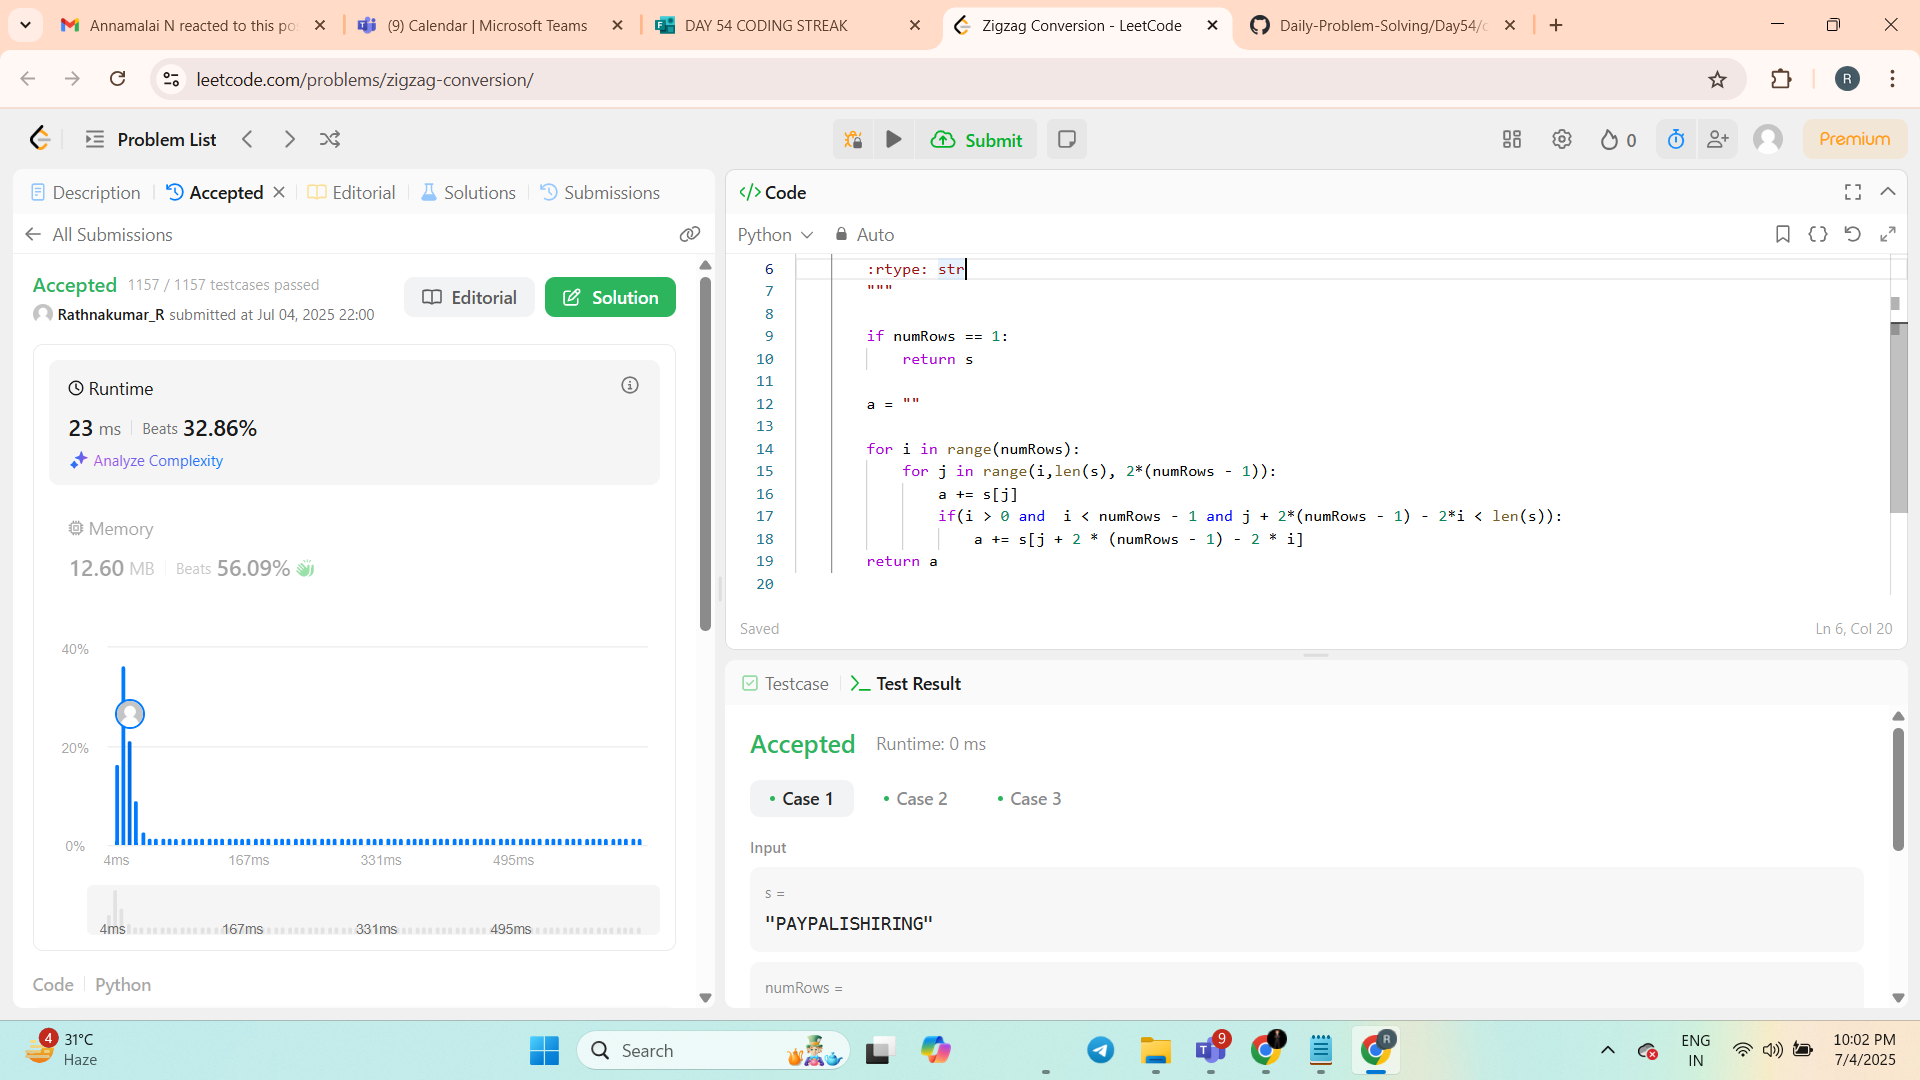 Annamalai N reacted to this po
(9) Calendar | Microsoft Teams
DAY 54 CODING STREAK
Zigzag Conversion - LeetCode
Daily-Problem-Solving/Day54/
leetcode.com/problems/zigzag-conversion/
R
Problem List
Submit
0
Premium
Description
Accepted
Editorial
Solutions
Submissions
All Submissions
Accepted 1157 / 1157 testcases passed
Rathnakumar_R submitted at Jul 04, 2025 22:00
Editorial
Solution
Runtime
23 ms Beats 32.86%
Analyze Complexity
Memory
12.60 MB Beats 56.09%
40%
20%
0%
4ms 167ms 331ms 495ms
4ms 167ms 331ms 495ms
Code Python
</> Code
Python Auto
6 :rtype: str
7 """
8
9 if numRows == 1:
10 return s
11
12 a = ""
13
14 for i in range(numRows):
15 for j in range(i,len(s), 2*(numRows - 1)):
16 a += s[j]
17 if(i > 0 and  i < numRows - 1 and j + 2*(numRows - 1) - 2*i < len(s)):
18 a += s[j + 2 * (numRows - 1) - 2 * i]
19 return a
20
Saved
Ln 6, Col 20
Testcase
Test Result
Accepted Runtime: 0 ms
Case 1
Case 2
Case 3
Input
s =
"PAYPALISHIRING"
numRows =
4
31°C
Haze
Search
9
R
ENG
IN
10:02 PM
7/4/2025